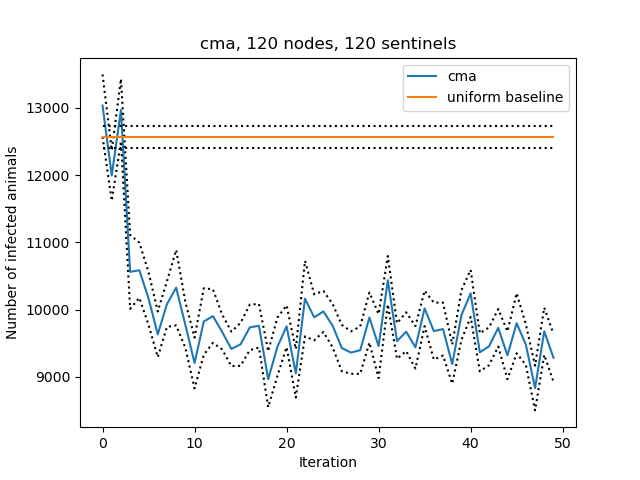 cma, 120 nodes, 120 sentinels
cma
uniform baseline
Number of infected animals
13000
12000
11000
10000
9000
0 10 20 30 40 50
Iteration